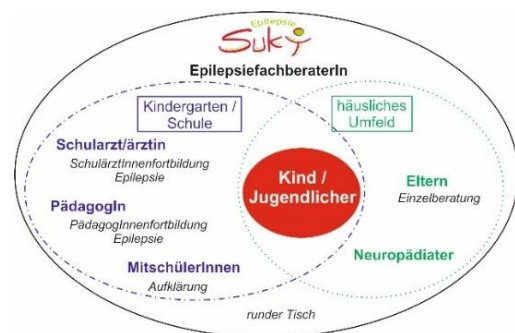 Epilepsie
Suky
EpilepsiefachberaterIn
Kindergarten /
Schule
häusliches
Umfeld
Schularzt/ärztin
SchulärztInnenfortbildung
Epilepsie
PädagogIn
PädagogInnenfortbildung
Epilepsie
MitschülerInnen
Aufklärung
Kind /
Jugendlicher
Eltern
Einzelberatung
Neuropädiater
runder Tisch